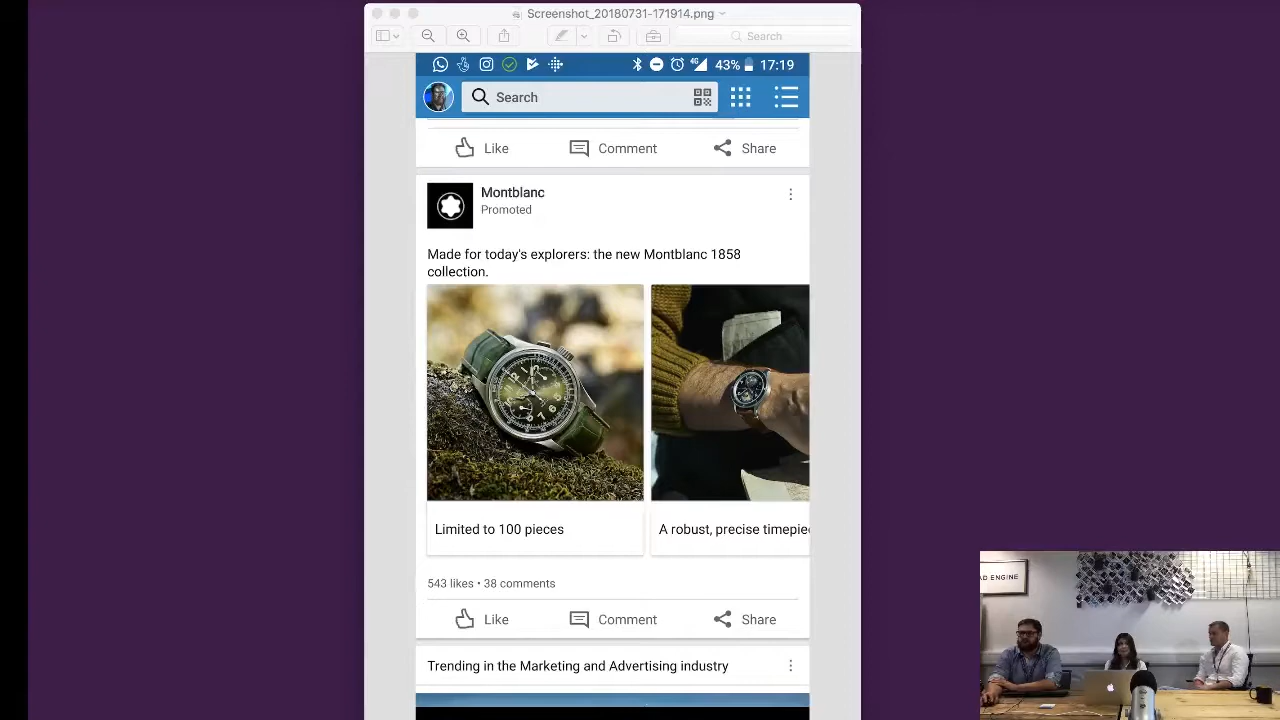 Screenshot_20180731-171914.png
Search
4G 43% 17:19
Search
Like Comment Share
Montblanc
Promoted
Made for today's explorers: the new Montblanc 1858
collection.
Limited to 100 pieces
A robust, precise timepie
543 likes • 38 comments
Like Comment Share
Trending in the Marketing and Advertising industry
AD ENGINE